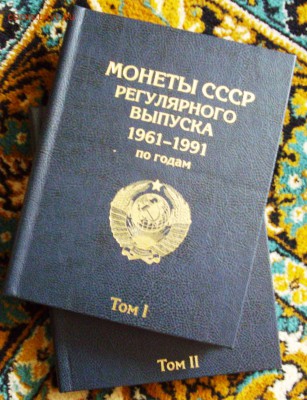 МОНЕТЫ СССР
РЕГУЛЯРНОГО
ВЫПУСКА
1961–1991
по годам
Том I
Том II